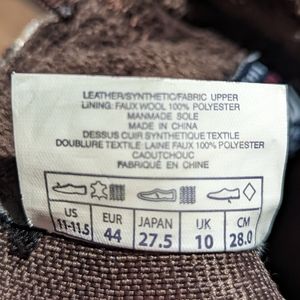 LEATHER/SYNTHETIC/FABRIC UPPER
LINING: FAUX WOOL 100% POLYESTER
MANMADE SOLE
MADE IN CHINA
DESSUS CUIR SYNTHETIQUE TEXTILE
DOUBLURE TEXTILE: LAINE FAUX 100% POLYESTER
CAOUTCHOUC
FABRIQUÉ EN CHINE
US EUR JAPAN UK CM
11-11.5 44 27.5 10 28.0